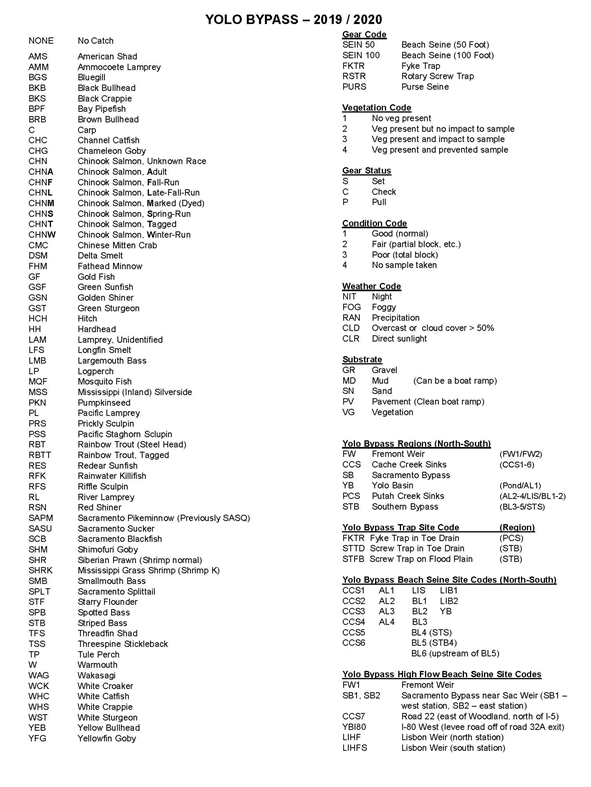 YOLO BYPASS – 2019 / 2020
NONE No Catch
AMS American Shad
AMM Ammocoete Lamprey
BGS Bluegill
BKB Black Bullhead
BKS Black Crappie
BPF Bay Pipefish
BRB Brown Bullhead
C Carp
CHC Channel Catfish
CHG Chameleon Goby
CHN Chinook Salmon, Unknown Race
CHNA Chinook Salmon, Adult
CHNF Chinook Salmon, Fall-Run
CHNL Chinook Salmon, Late-Fall-Run
CHNM Chinook Salmon, Marked (Dyed)
CHNS Chinook Salmon, Spring-Run
CHNT Chinook Salmon, Tagged
CHNW Chinook Salmon, Winter-Run
CMC Chinese Mitten Crab
DSM Delta Smelt
FHM Fathead Minnow
GF Gold Fish
GSF Green Sunfish
GSN Golden Shiner
GST Green Sturgeon
HCH Hitch
HH Hardhead
LAM Lamprey, Unidentified
LFS Longfin Smelt
LMB Largemouth Bass
LP Logperch
MQF Mosquito Fish
MSS Mississippi (Inland) Silverside
PKN Pumpkinseed
PL Pacific Lamprey
PRS Prickly Sculpin
PSS Pacific Staghorn Sclupin
RBT Rainbow Trout (Steel Head)
RBTT Rainbow Trout, Tagged
RES Redear Sunfish
RFK Rainwater Killifish
RFS Riffle Sculpin
RL River Lamprey
RSN Red Shiner
SAPM Sacramento Pikeminnow (Previously SASQ)
SASU Sacramento Sucker
SCB Sacramento Blackfish
SHM Shimofuri Goby
SHR Siberian Prawn (Shrimp normal)
SHRK Mississippi Grass Shrimp (Shrimp K)
SMB Smallmouth Bass
SPLT Sacramento Splittail
STF Starry Flounder
SPB Spotted Bass
STB Striped Bass
TFS Threadfin Shad
TSS Threespine Stickleback
TP Tule Perch
W Warmouth
WAG Wakasagi
WCK White Croaker
WHC White Catfish
WHS White Crappie
WST White Sturgeon
YEB Yellow Bullhead
YFG Yellowfin Goby
Gear Code
SEIN 50 Beach Seine (50 Foot)
SEIN 100 Beach Seine (100 Foot)
FKTR Fyke Trap
RSTR Rotary Screw Trap
PURS Purse Seine
Vegetation Code
1 No veg present
2 Veg present but no impact to sample
3 Veg present and impact to sample
4 Veg present and prevented sample
Gear Status
S Set
C Check
P Pull
Condition Code
1 Good (normal)
2 Fair (partial block, etc.)
3 Poor (total block)
4 No sample taken
Weather Code
NIT Night
FOG Foggy
RAN Precipitation
CLD Overcast or cloud cover > 50%
CLR Direct sunlight
Substrate
GR Gravel
MD Mud (Can be a boat ramp)
SN Sand
PV Pavement (Clean boat ramp)
VG Vegetation
Yolo Bypass Regions (North-South)
FW Fremont Weir (FW1/FW2)
CCS Cache Creek Sinks (CCS1-6)
SB Sacramento Bypass
YB Yolo Basin (Pond/AL1)
PCS Putah Creek Sinks (AL2-4/LIS/BL1-2)
STB Southern Bypass (BL3-5/STS)
Yolo Bypass Trap Site Code (Region)
FKTR Fyke Trap in Toe Drain (PCS)
STTD Screw Trap in Toe Drain (STB)
STFB Screw Trap on Flood Plain (STB)
Yolo Bypass Beach Seine Site Codes (North-South)
CCS1 AL1 LIS LIB1
CCS2 AL2 BL1 LIB2
CCS3 AL3 BL2 YB
CCS4 AL4 BL3
CCS5 BL4 (STS)
CCS6 BL5 (STB4)
BL6 (upstream of BL5)
Yolo Bypass High Flow Beach Seine Site Codes
FW1 Fremont Weir
SB1, SB2 Sacramento Bypass near Sac Weir (SB1 –
west station, SB2 – east station)
CCS7 Road 22 (east of Woodland, north of I-5)
YBI80 I-80 West (levee road off of road 32A exit)
LIHF Lisbon Weir (north station)
LIHFS Lisbon Weir (south station)